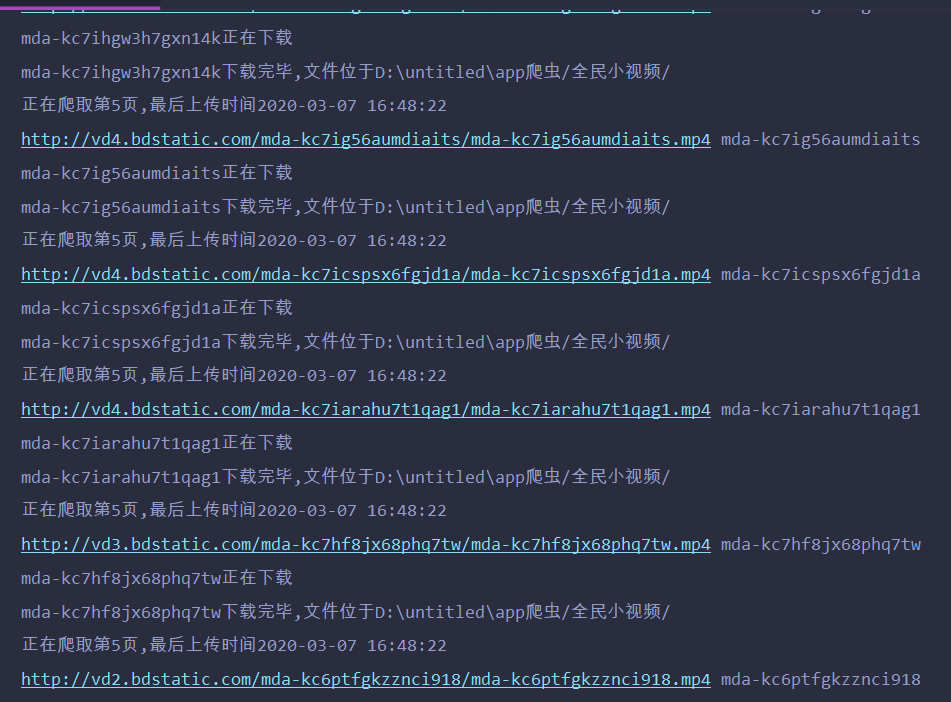 mda-kc7ihgw3h7gxn14k正在下载
mda-kc7ihgw3h7gxn14k下载完毕,文件位于D:\untitled\app爬虫/全民小视频/
正在爬取第5页,最后上传时间2020-03-07 16:48:22
http://vd4.bdstatic.com/mda-kc7ig56aumdiaits/mda-kc7ig56aumdiaits.mp4 mda-kc7ig56aumdiaits
mda-kc7ig56aumdiaits正在下载
mda-kc7ig56aumdiaits下载完毕,文件位于D:\untitled\app爬虫/全民小视频/
正在爬取第5页,最后上传时间2020-03-07 16:48:22
http://vd4.bdstatic.com/mda-kc7icspsx6fgjd1a/mda-kc7icspsx6fgjd1a.mp4 mda-kc7icspsx6fgjd1a
mda-kc7icspsx6fgjd1a正在下载
mda-kc7icspsx6fgjd1a下载完毕,文件位于D:\untitled\app爬虫/全民小视频/
正在爬取第5页,最后上传时间2020-03-07 16:48:22
http://vd4.bdstatic.com/mda-kc7iarahu7t1qag1/mda-kc7iarahu7t1qag1.mp4 mda-kc7iarahu7t1qag1
mda-kc7iarahu7t1qag1正在下载
mda-kc7iarahu7t1qag1下载完毕,文件位于D:\untitled\app爬虫/全民小视频/
正在爬取第5页,最后上传时间2020-03-07 16:48:22
http://vd3.bdstatic.com/mda-kc7hf8jx68phq7tw/mda-kc7hf8jx68phq7tw.mp4 mda-kc7hf8jx68phq7tw
mda-kc7hf8jx68phq7tw正在下载
mda-kc7hf8jx68phq7tw下载完毕,文件位于D:\untitled\app爬虫/全民小视频/
正在爬取第5页,最后上传时间2020-03-07 16:48:22
http://vd2.bdstatic.com/mda-kc6ptfgkzznci918/mda-kc6ptfgkzznci918.mp4 mda-kc6ptfgkzznci918